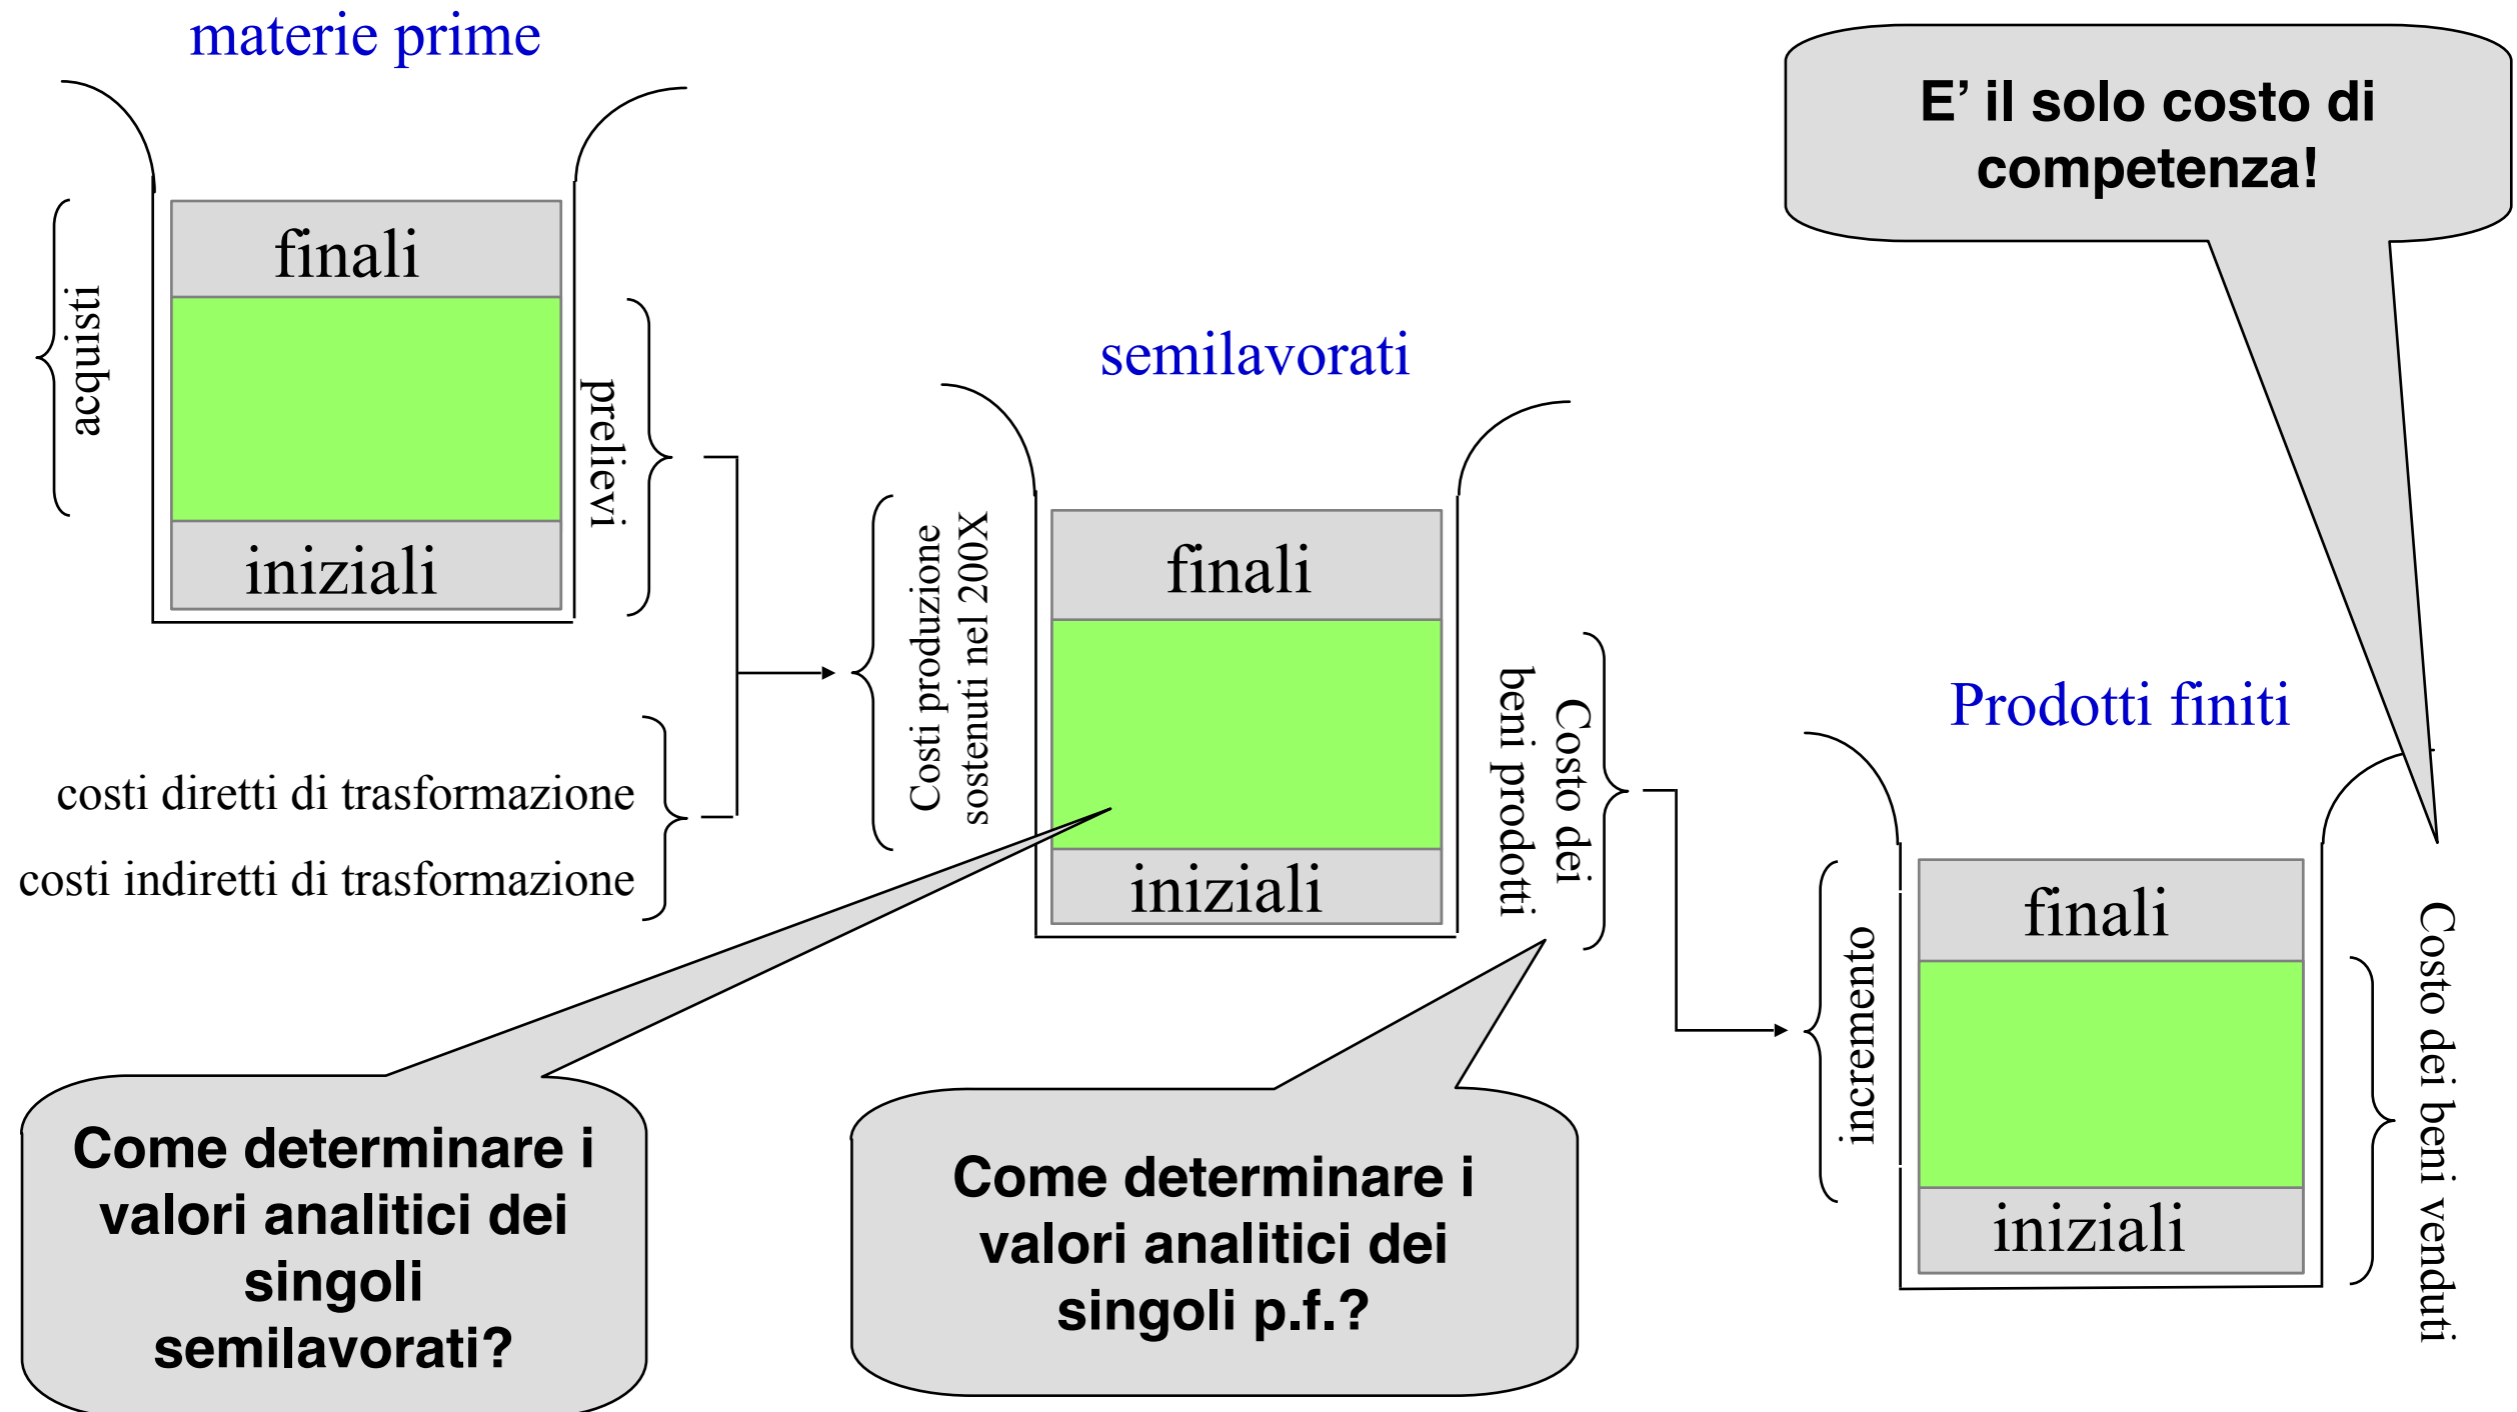 materie prime
E’ il solo costo di
competenza!
finali
acquisti
prelievi
iniziali
semilavorati
Costi produzione
sostenuti nel 200X
finali
Costo dei
beni prodotti
iniziali
costi diretti di trasformazione
costi indiretti di trasformazione
Prodotti finiti
incremento
finali
iniziali
Costo dei beni venduti
Come determinare i
valori analitici dei
singoli
semilavorati?
Come determinare i
valori analitici dei
singoli p.f.?